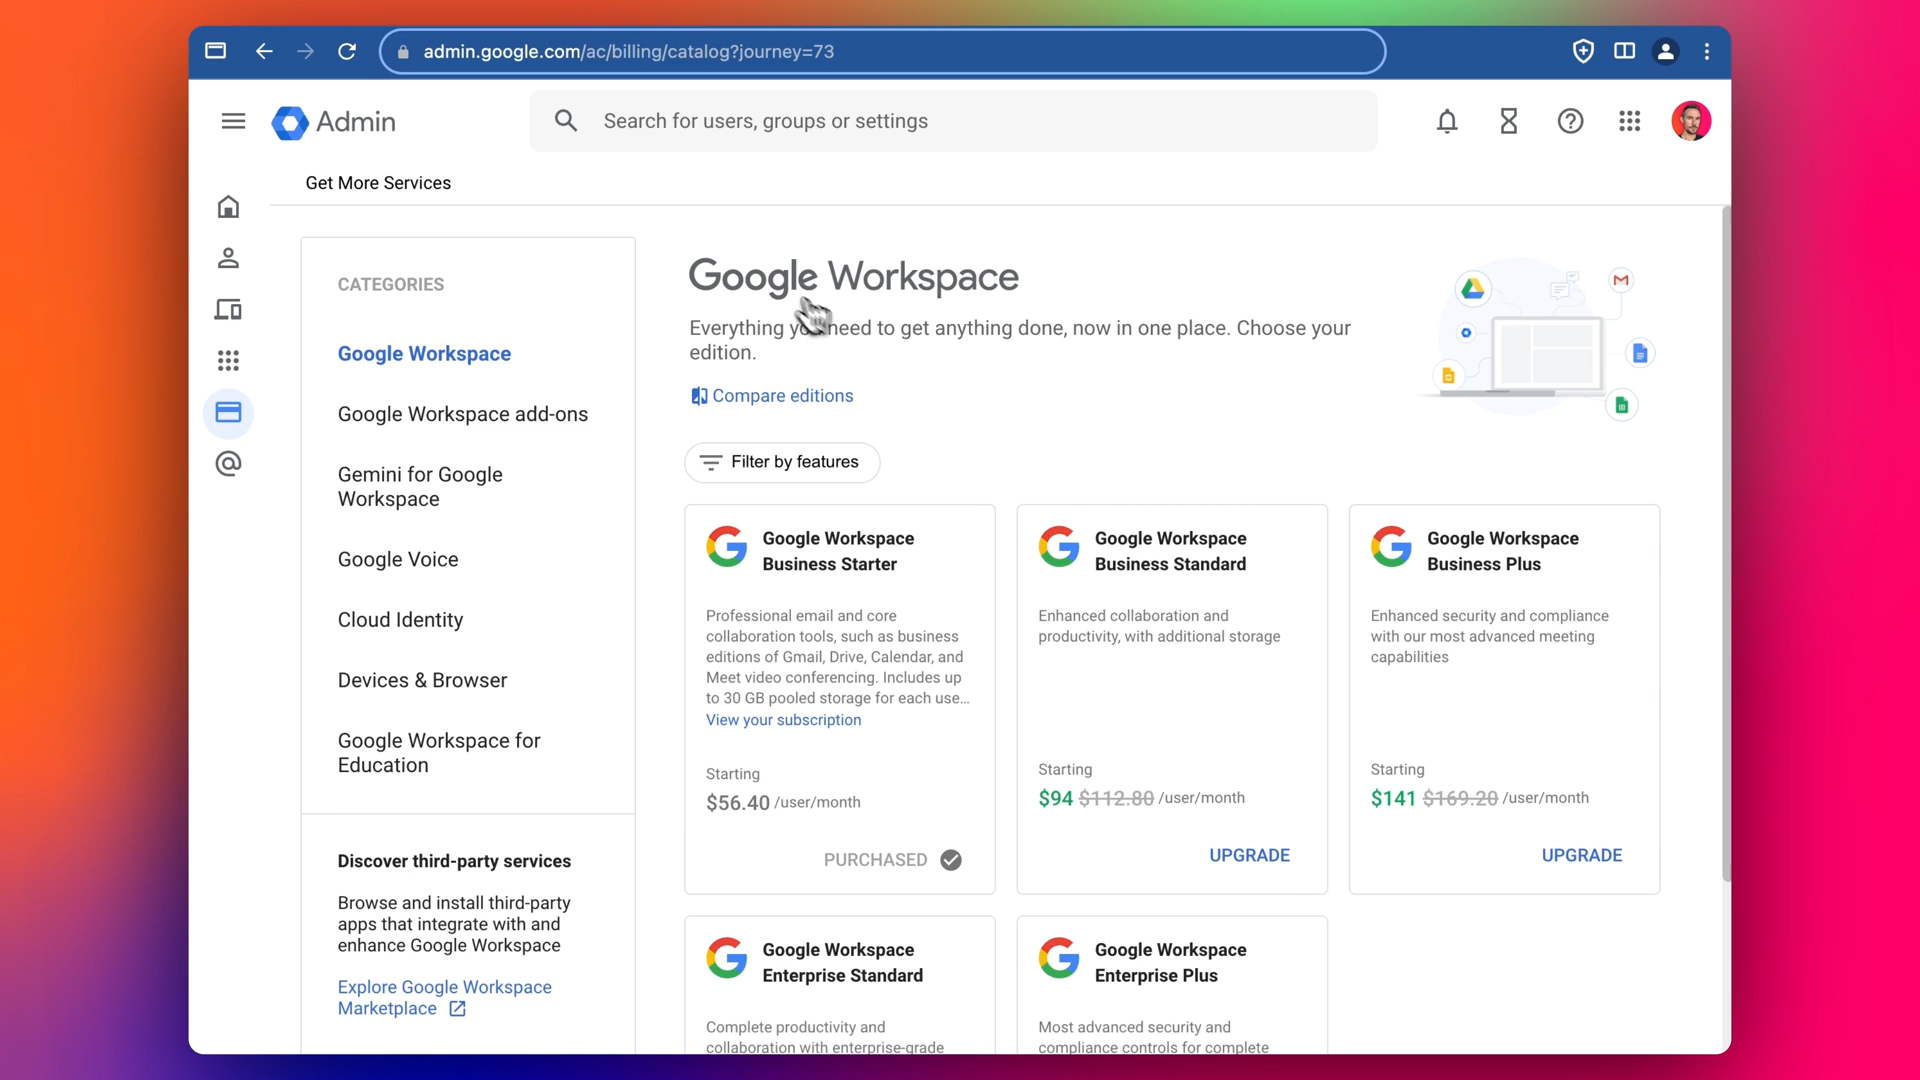 admin.google.com/ac/billing/catalog?journey=73
Admin
Search for users, groups or settings
Get More Services
CATEGORIES
Google Workspace
Google Workspace add-ons
Gemini for Google
Workspace
Google Voice
Cloud Identity
Devices & Browser
Google Workspace for
Education
Discover third-party services
Browse and install third-party
apps that integrate with and
enhance Google Workspace
Explore Google Workspace
Marketplace
Google Workspace
Everything you need to get anything done, now in one place. Choose your
edition.
Compare editions
Filter by features
Google Workspace
Business Starter
Professional email and core
collaboration tools, such as business
editions of Gmail, Drive, Calendar, and
Meet video conferencing. Includes up
to 30 GB pooled storage for each use...
View your subscription
Starting
$56.40 /user/month
PURCHASED
Google Workspace
Business Standard
Enhanced collaboration and
productivity, with additional storage
Starting
$94 $112.80 /user/month
UPGRADE
Google Workspace
Business Plus
Enhanced security and compliance
with our most advanced meeting
capabilities
Starting
$141 $169.20 /user/month
UPGRADE
Google Workspace
Enterprise Standard
Complete productivity and
collaboration with enterprise-grade
Google Workspace
Enterprise Plus
Most advanced security and
compliance controls for complete